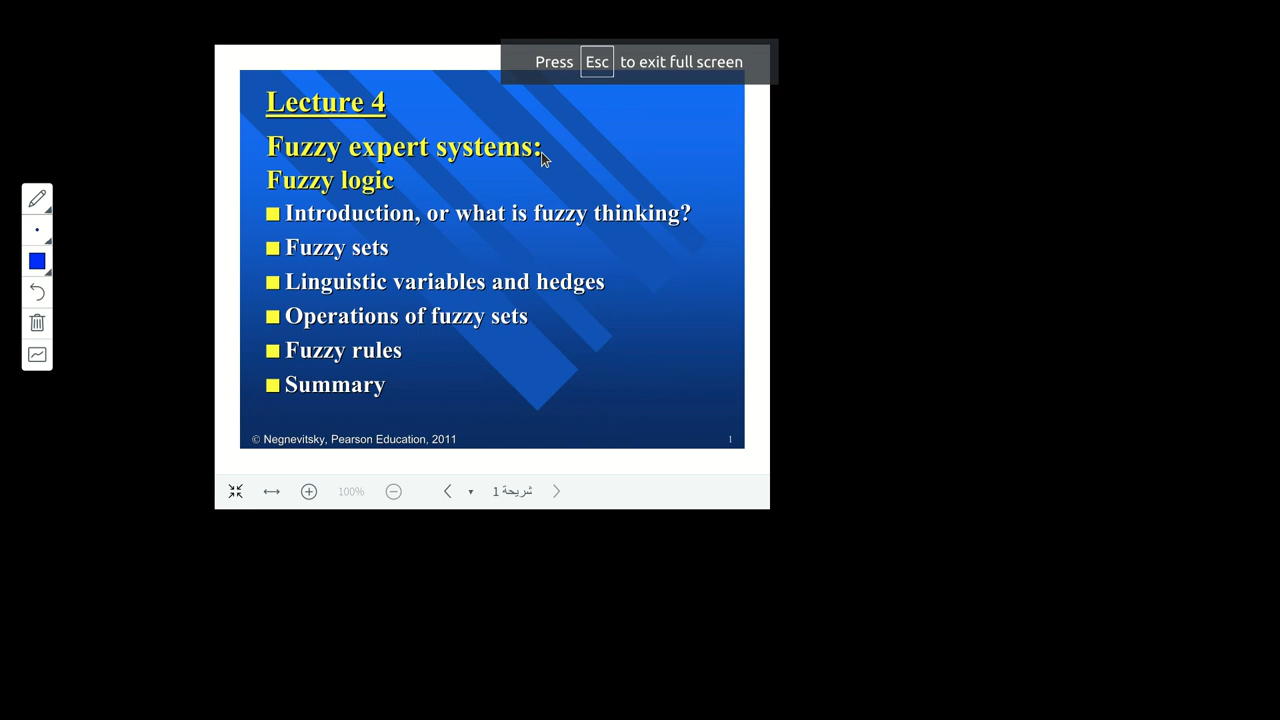 Press Esc to exit full screen
Lecture 4
Fuzzy expert systems:
Fuzzy logic
Introduction, or what is fuzzy thinking?
Fuzzy sets
Linguistic variables and hedges
Operations of fuzzy sets
Fuzzy rules
Summary
© Negnevitsky, Pearson Education, 2011 1
100% شريحة 1